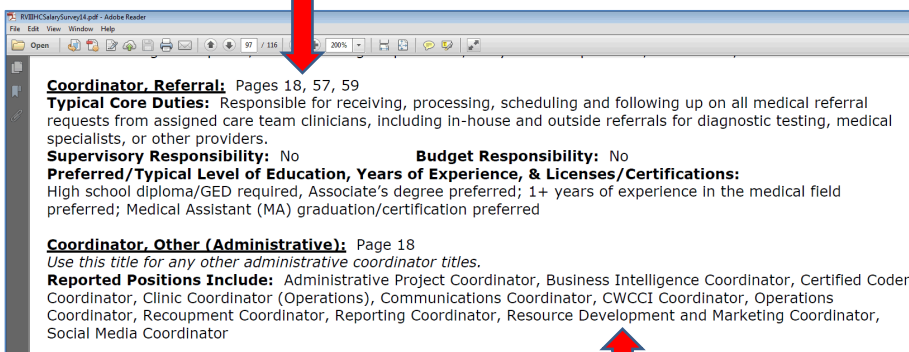 RVIIIHCSalarySurvey14.pdf - Adobe Reader
File Edit View Window Help
Open 97 / 116 200%
Coordinator, Referral: Pages 18, 57, 59
Typical Core Duties: Responsible for receiving, processing, scheduling and following up on all medical referral
requests from assigned care team clinicians, including in-house and outside referrals for diagnostic testing, medical
specialists, or other providers.
Supervisory Responsibility: No Budget Responsibility: No
Preferred/Typical Level of Education, Years of Experience, & Licenses/Certifications:
High school diploma/GED required, Associate's degree preferred; 1+ years of experience in the medical field
preferred; Medical Assistant (MA) graduation/certification preferred
Coordinator, Other (Administrative): Page 18
Use this title for any other administrative coordinator titles.
Reported Positions Include: Administrative Project Coordinator, Business Intelligence Coordinator, Certified Coder
Coordinator, Clinic Coordinator (Operations), Communications Coordinator, CWCCI Coordinator, Operations
Coordinator, Recoupment Coordinator, Reporting Coordinator, Resource Development and Marketing Coordinator,
Social Media Coordinator